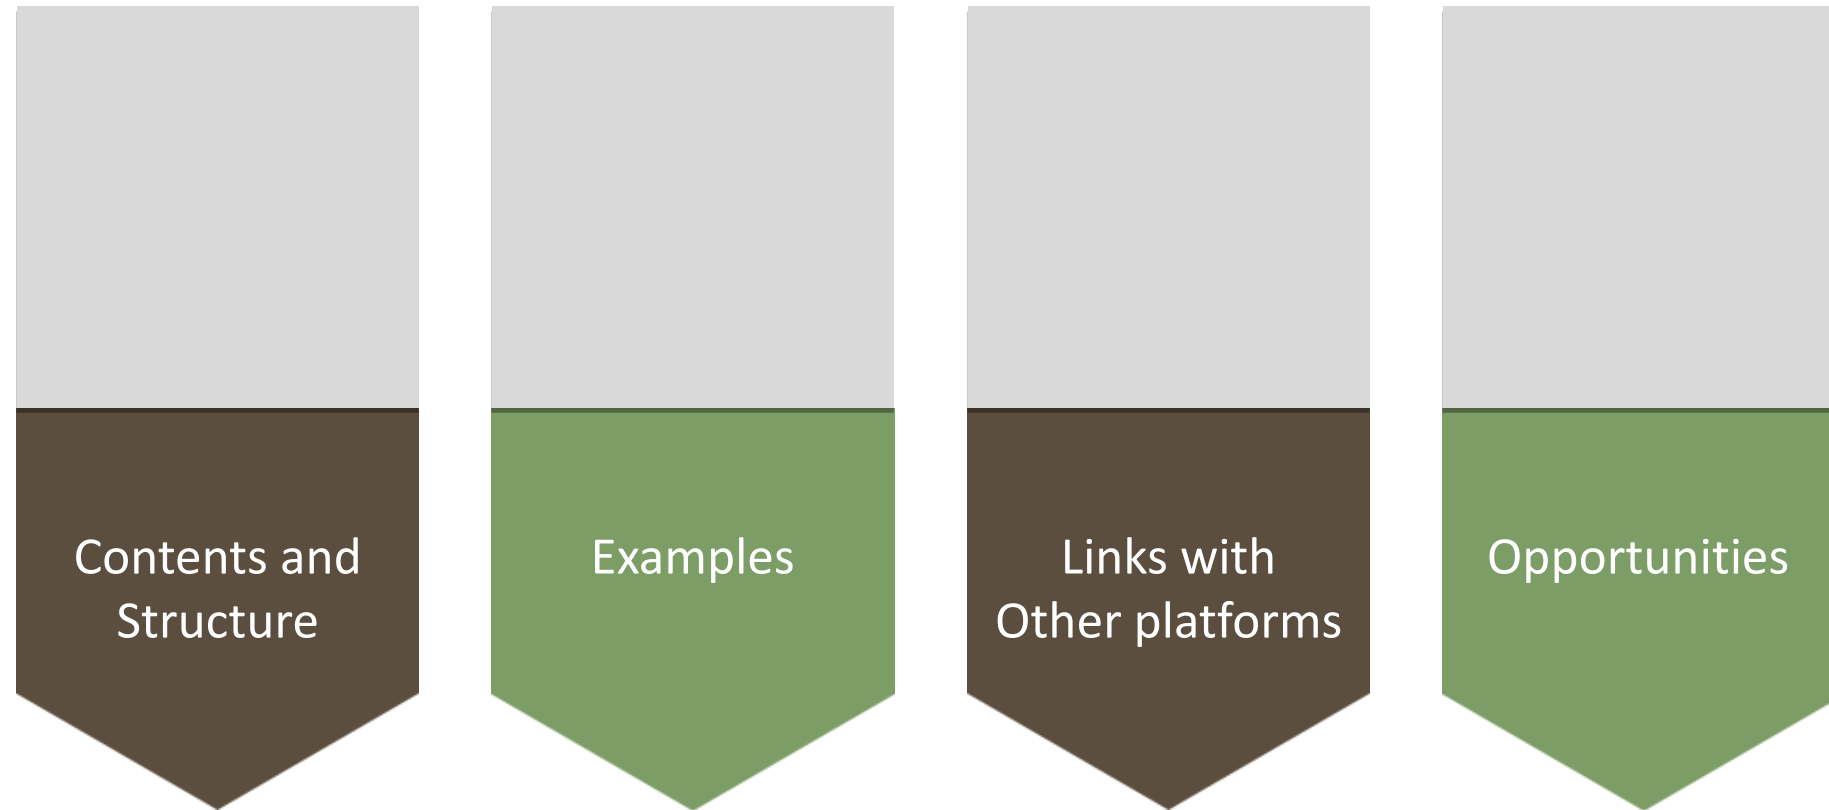 Contents and
Structure
Examples
Links with
Other platforms
Opportunities